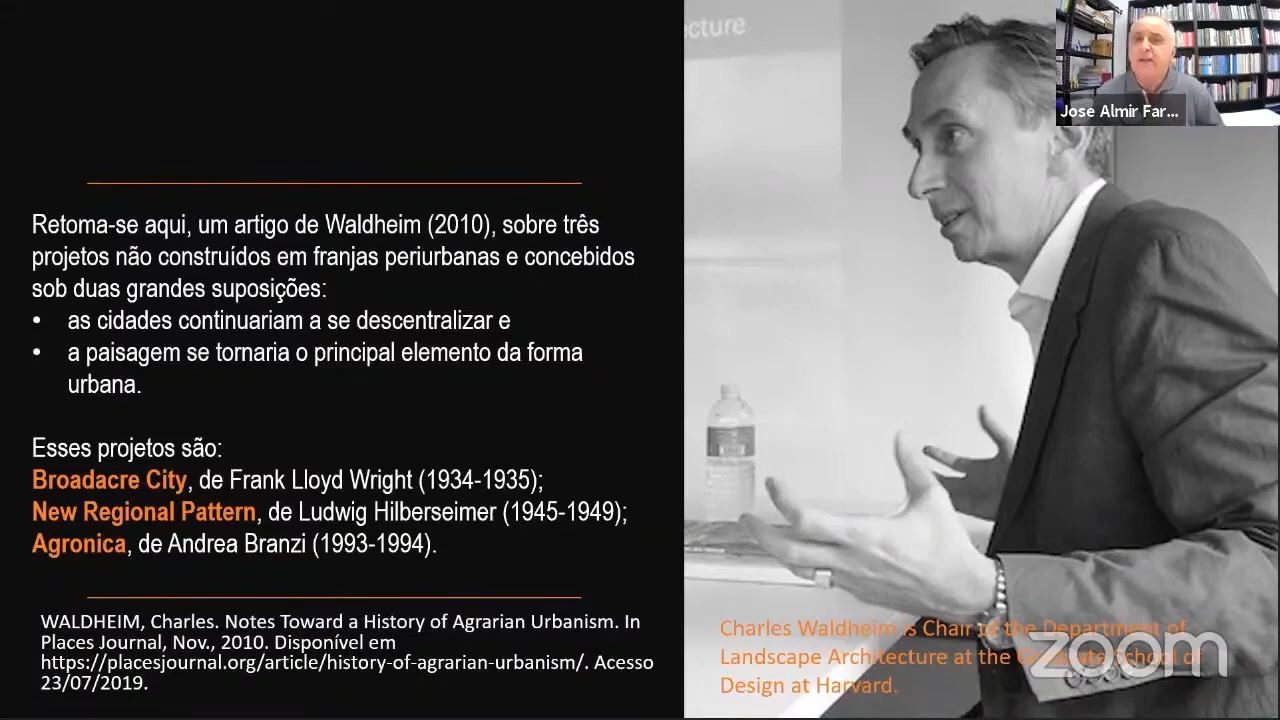 ecture
Jose Almir Far...
Retoma-se aqui, um artigo de Waldheim (2010), sobre três
projetos não construídos em franjas periurbanas e concebidos
sob duas grandes suposições:
• as cidades continuariam a se descentralizar e
• a paisagem se tornaria o principal elemento da forma
urbana.
Esses projetos são:
Broadacre City, de Frank Lloyd Wright (1934-1935);
New Regional Pattern, de Ludwig Hilberseimer (1945-1949);
Agronica, de Andrea Branzi (1993-1994).
WALDHEIM, Charles. Notes Toward a History of Agrarian Urbanism. In
Places Journal, Nov., 2010. Disponível em
https://placesjournal.org/article/history-of-agrarian-urbanism/. Acesso
23/07/2019.
Charles Waldheim is Chair of the Department of
Landscape Architecture at the Graduate School of
Design at Harvard.
zoom